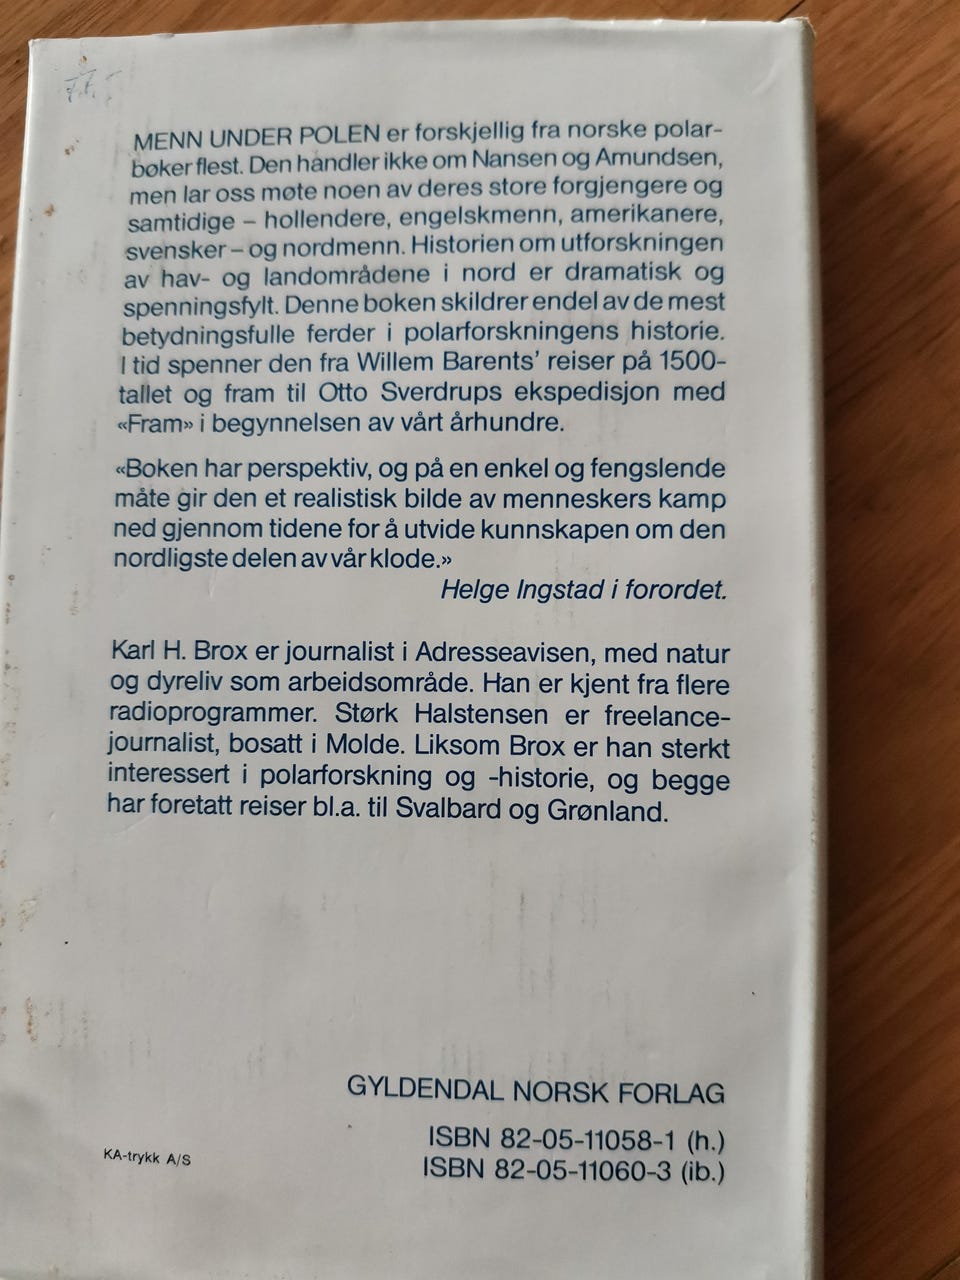 MENN UNDER POLEN er forskjellig fra norske polar-
bøker flest. Den handler ikke om Nansen og Amundsen,
men lar oss møte noen av deres store forgjengere og
samtidige – hollendere, engelskmenn, amerikanere,
svensker – og nordmenn. Historien om utforskningen
av hav- og landområdene i nord er dramatisk og
spenningsfylt. Denne boken skildrer endel av de mest
betydningsfulle ferder i polarforskningens historie.
I tid spenner den fra Willem Barents' reiser på 1500-
tallet og fram til Otto Sverdrups ekspedisjon med
«Fram» i begynnelsen av vårt århundre.
«Boken har perspektiv, og på en enkel og fengslende
måte gir den et realistisk bilde av menneskers kamp
ned gjennom tidene for å utvide kunnskapen om den
nordligste delen av vår klode.»
Helge Ingstad i forordet.
Karl H. Brox er journalist i Adresseavisen, med natur
og dyreliv som arbeidsområde. Han er kjent fra flere
radioprogrammer. Størk Halstensen er freelance-
journalist, bosatt i Molde. Liksom Brox er han sterkt
interessert i polarforskning og -historie, og begge
har foretatt reiser bl.a. til Svalbard og Grønland.
GYLDENDAL NORSK FORLAG
ISBN 82-05-11058-1 (h.)
ISBN 82-05-11060-3 (ib.)
KA-trykk A/S